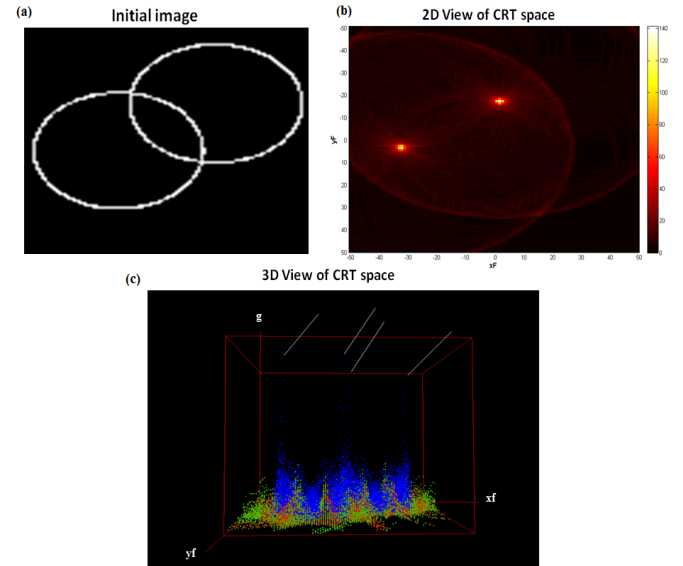 (a)
Initial image
(b)
2D View of CRT space
-50
-40
-30
-20
-10
0
10
20
30
40
50
yF
-50 -40 -30 -20 -10 0 10 20 30 40 50
xF
140
120
100
80
60
40
20
0
(c)
3D View of CRT space
g
xf
yf